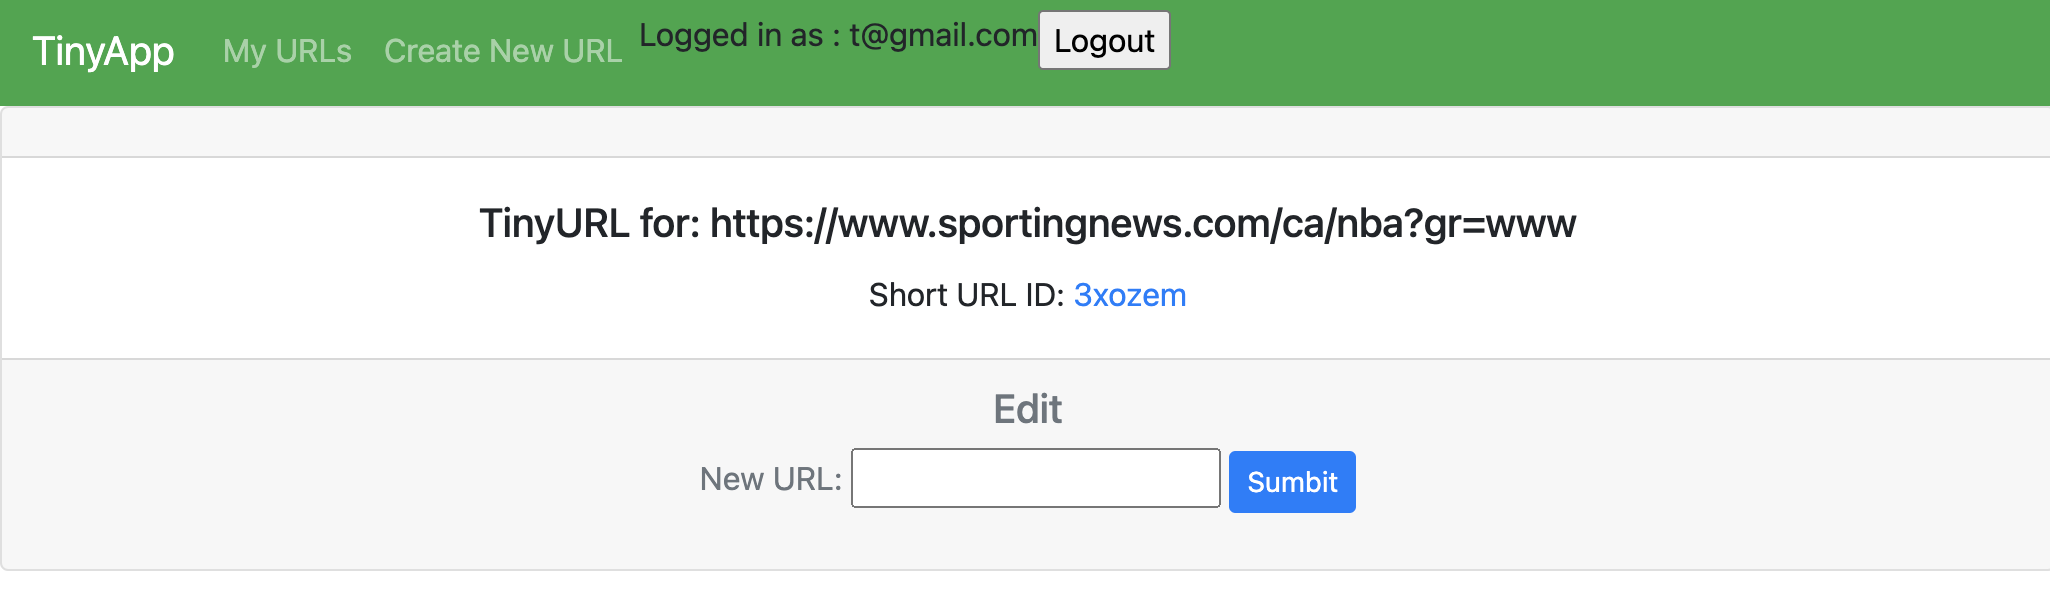 TinyApp My URLs Create New URL Logged in as : t@gmail.com Logout
TinyURL for: https://www.sportingnews.com/ca/nba?gr=www
Short URL ID: 3xozem
Edit
New URL: Sumbit